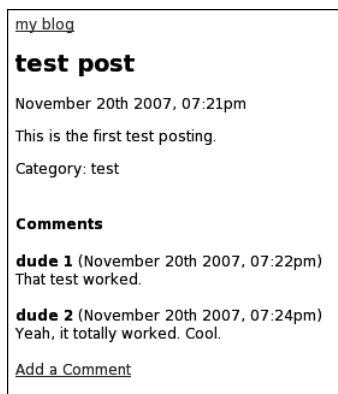 my blog
test post
November 20th 2007, 07:21pm
This is the first test posting.
Category: test
Comments
dude 1 (November 20th 2007, 07:22pm)
That test worked.
dude 2 (November 20th 2007, 07:24pm)
Yeah, it totally worked. Cool.
Add a Comment